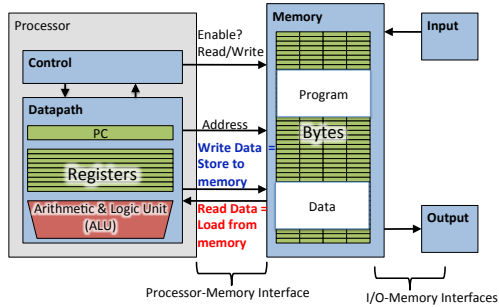 Processor
Control
Datapath
PC
Registers
Arithmetic & Logic Unit
(ALU)
Enable?
Read/Write
Address
Write Data =
Store to
memory
Read Data =
Load from
memory
Processor-Memory Interface
Memory
Program
Bytes
Data
Input
Output
I/O-Memory Interfaces